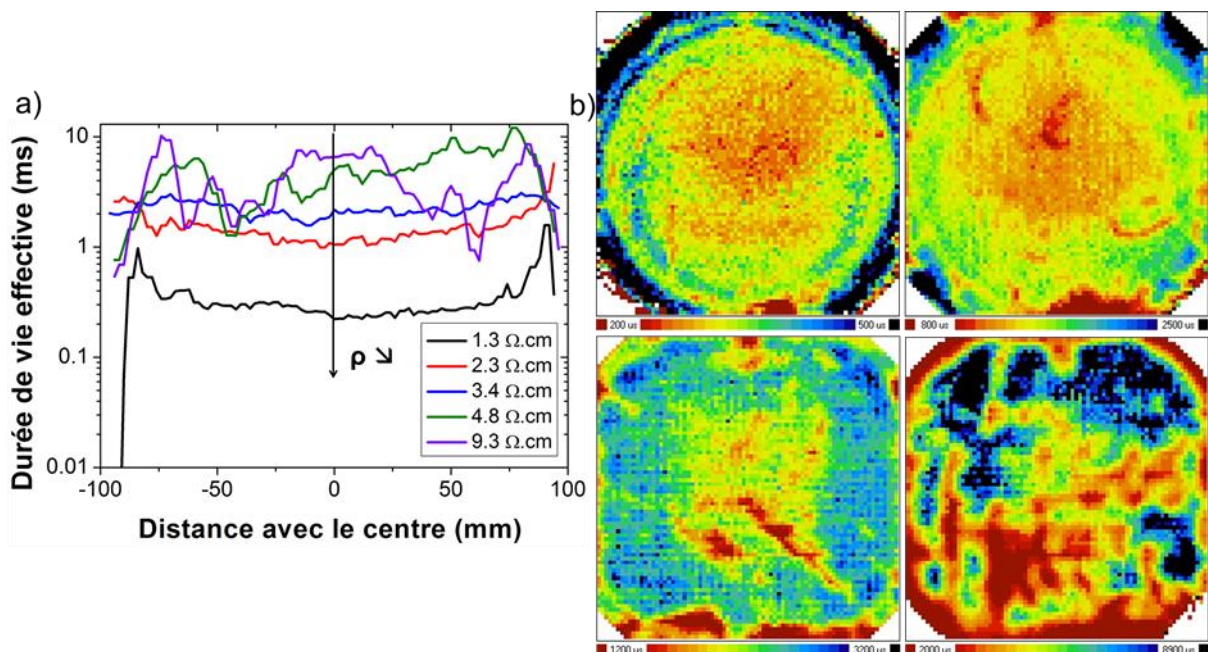 a)
Durée de vie effective (ms)
10
1
0.1
0.01
-100 -50 0 50 100
Distance avec le centre (mm)
ρ ↘
1.3 Ω.cm
2.3 Ω.cm
3.4 Ω.cm
4.8 Ω.cm
9.3 Ω.cm
b)
200 us 500 us
800 2500 us
1200 us 3200 us
2000 us 8900 us